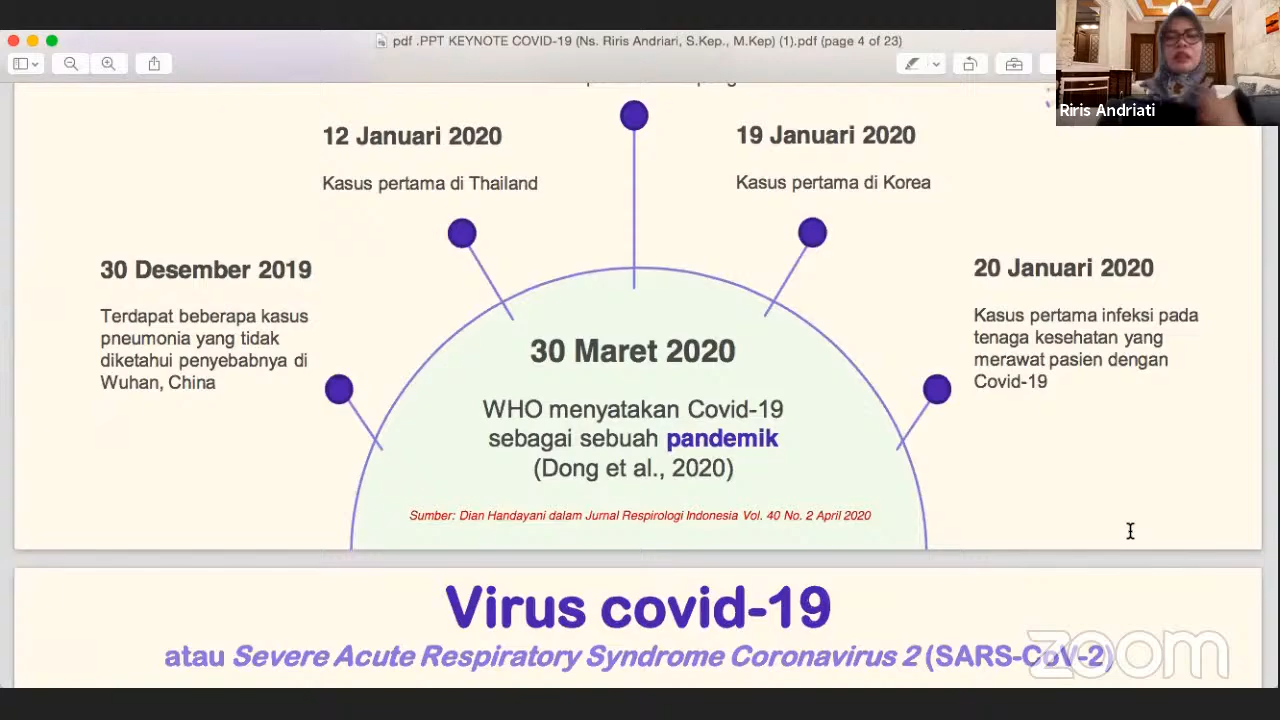 pdf .PPT KEYNOTE COVID-19 (Ns. Riris Andriari, S.Kep., M.Kep) (1).pdf (page 4 of 23)
Riris Andriati
12 Januari 2020
Kasus pertama di Thailand
19 Januari 2020
Kasus pertama di Korea
30 Desember 2019
Terdapat beberapa kasus
pneumonia yang tidak
diketahui penyebabnya di
Wuhan, China
20 Januari 2020
Kasus pertama infeksi pada
tenaga kesehatan yang
merawat pasien dengan
Covid-19
30 Maret 2020
WHO menyatakan Covid-19
sebagai sebuah pandemik
(Dong et al., 2020)
Sumber: Dian Handayani dalam Jurnal Respirologi Indonesia Vol. 40 No. 2 April 2020
Virus covid-19
atau Severe Acute Respiratory Syndrome Coronavirus 2 (SARS-CoV-2)
zoom